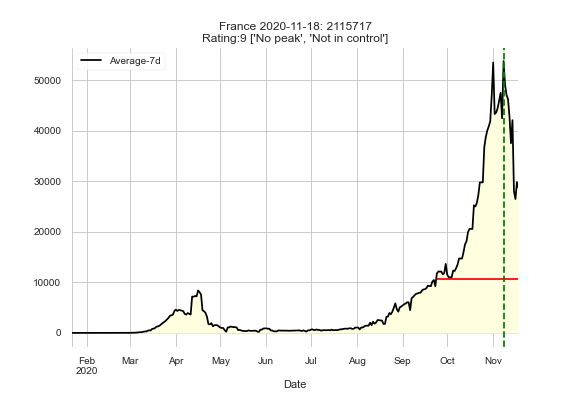 France 2020-11-18: 2115717
Rating:9 ['No peak', 'Not in control']
Average-7d
50000
40000
30000
20000
10000
0
Feb Mar Apr May Jun Jul Aug Sep Oct Nov
2020
Date